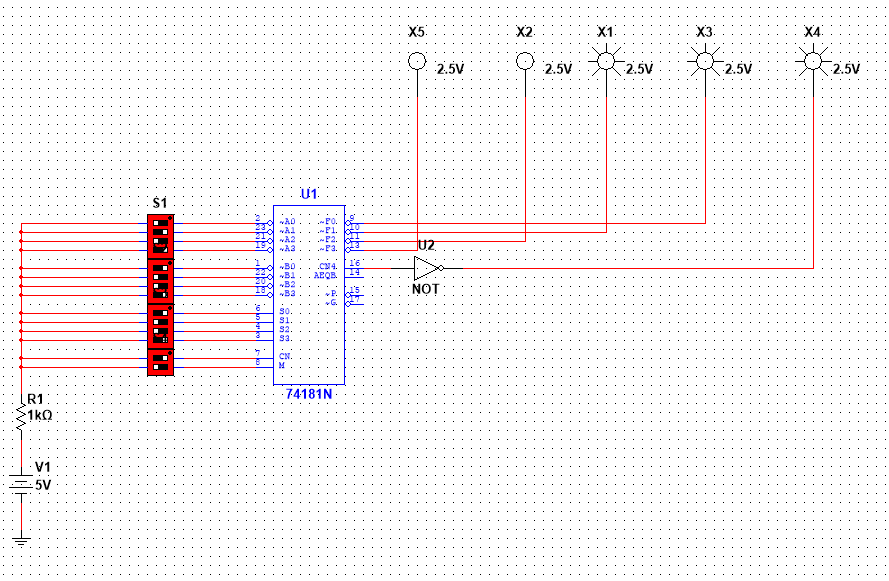 X5 X2 X1 X3 X4
2.5V 2.5V 2.5V 2.5V 2.5V
S1 U1
2 ~A0 ~F0 9
23 ~A1 ~F1 10
21 ~A2 ~F2 11
19 ~A3 ~F3 13
U2
1 ~B0 CN4 16
22 ~B1 AEQB 14
20 ~B2
18 ~B3 ~P 15
~G 17
NOT
6 S0
5 S1
4 S2
3 S3
7 CN
8 M
74181N
R1
1kΩ
V1
5V